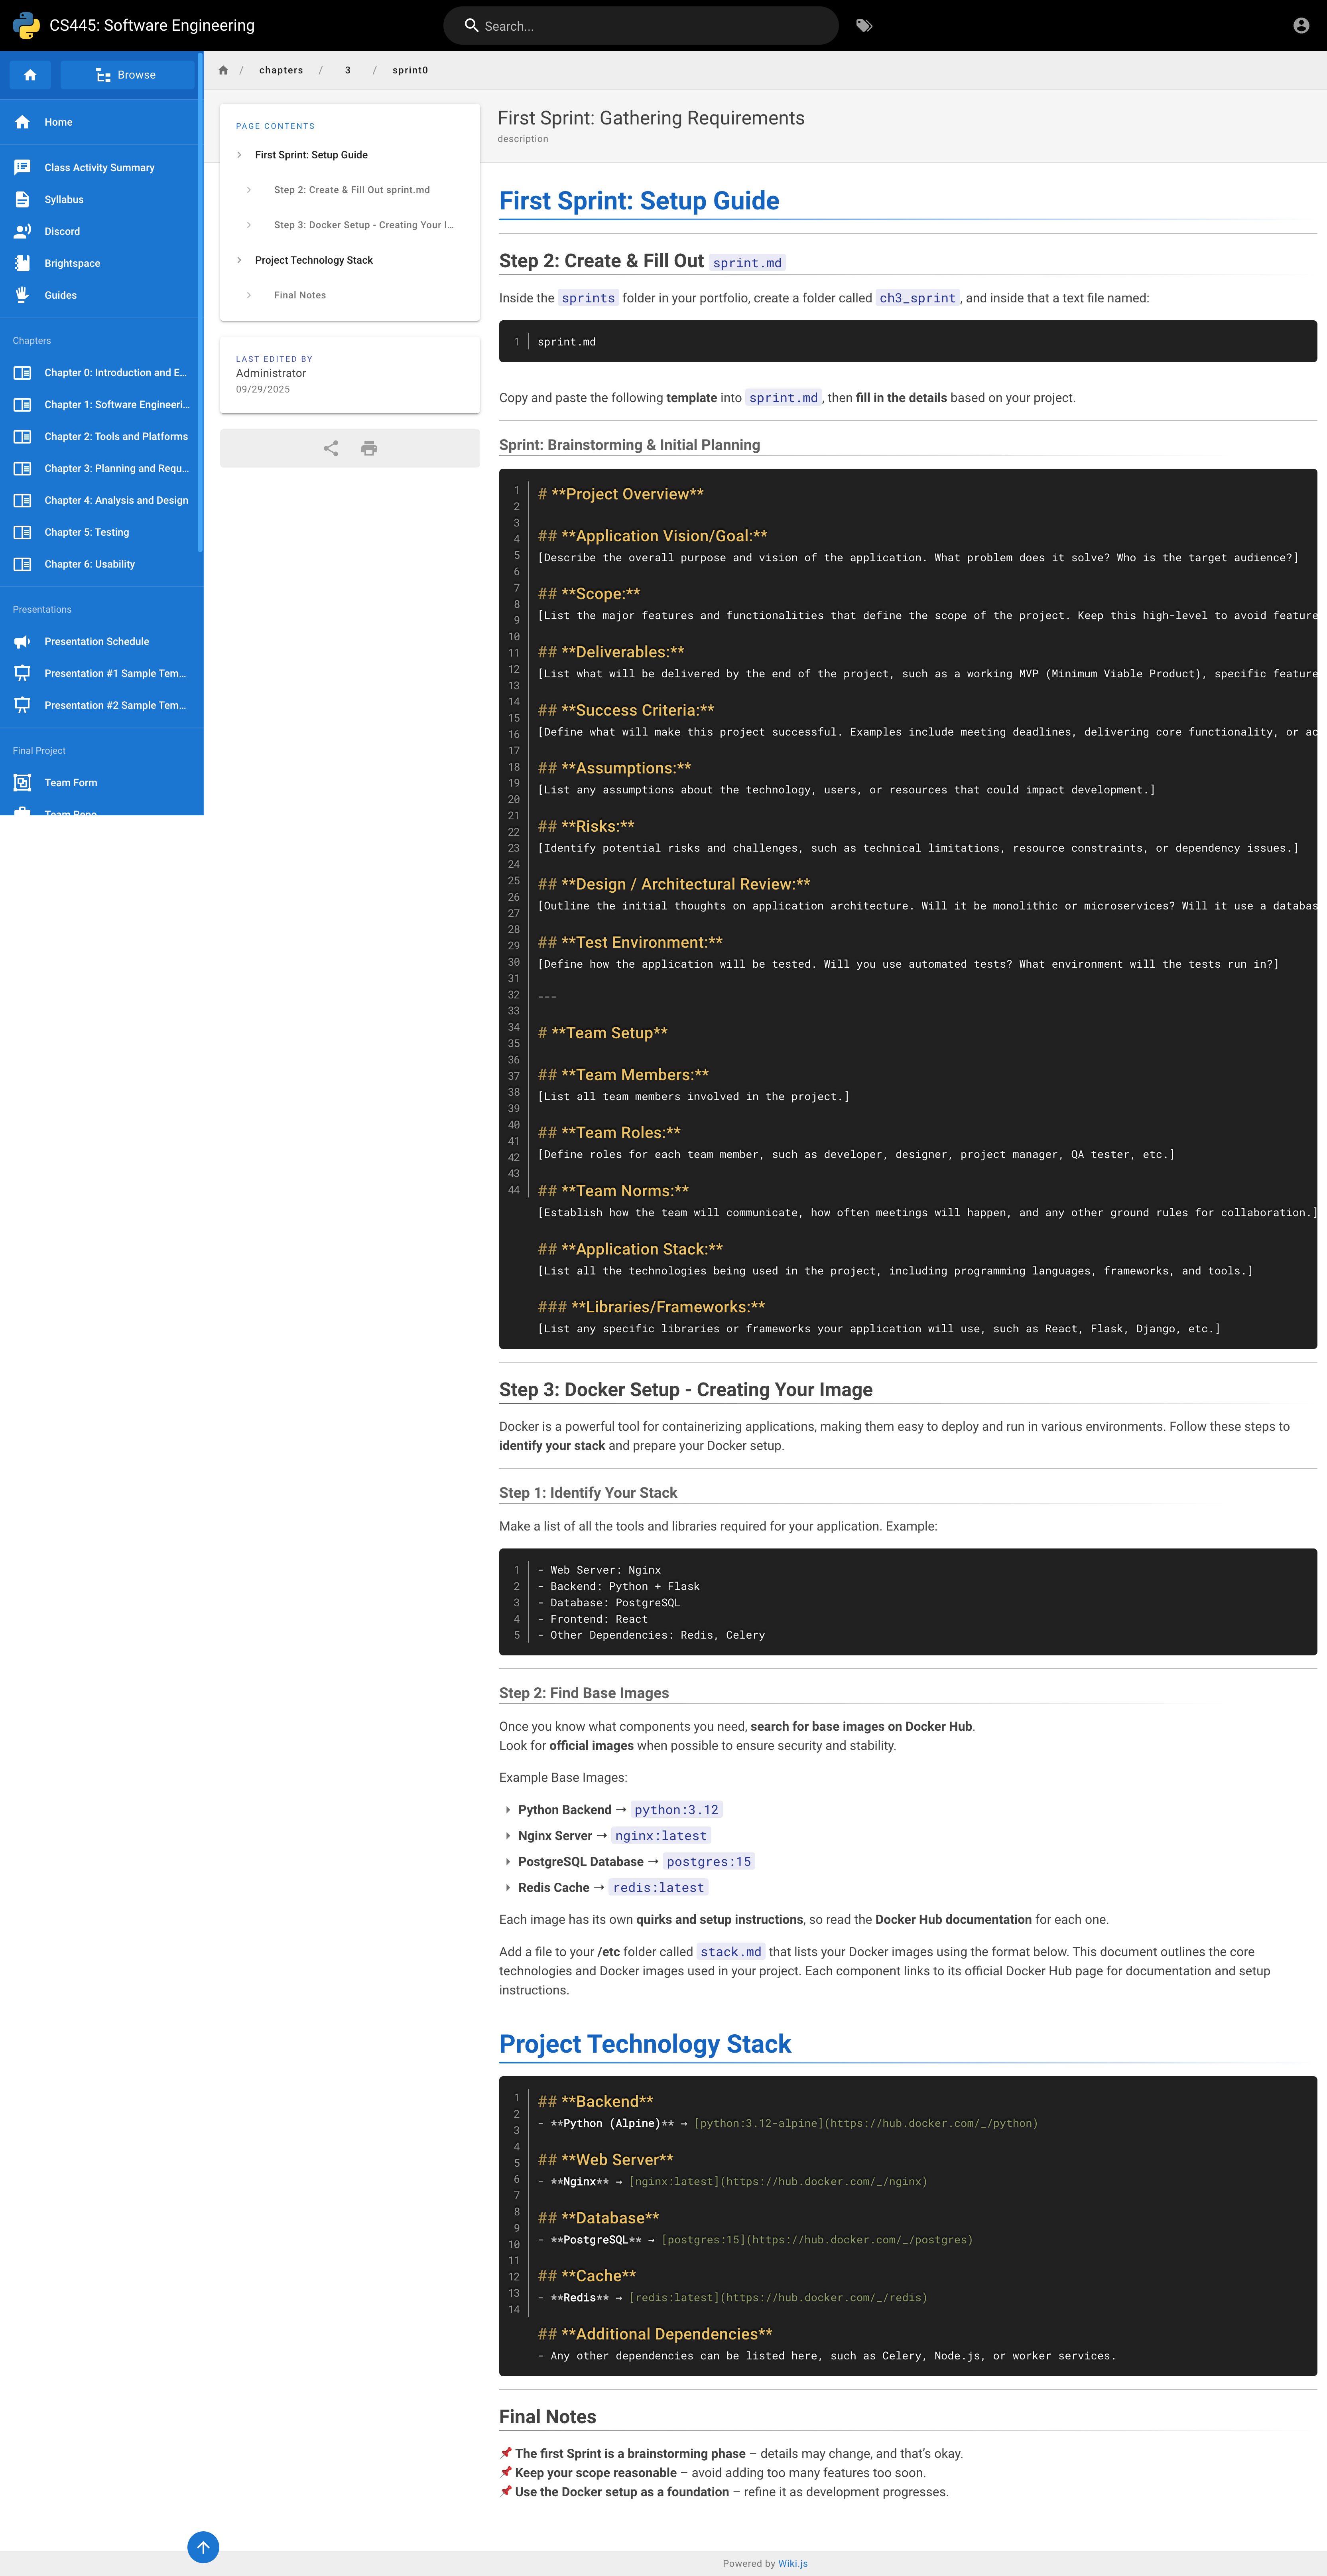 CS445: Software Engineering
Search...
Browse
Home
Class Activity Summary
Syllabus
Discord
Brightspace
Guides
Chapters
Chapter 0: Introduction and E...
Chapter 1: Software Engineeri...
Chapter 2: Tools and Platforms
Chapter 3: Planning and Requ...
Chapter 4: Analysis and Design
Chapter 5: Testing
Chapter 6: Usability
Presentations
Presentation Schedule
Presentation #1 Sample Tem...
Presentation #2 Sample Tem...
Final Project
Team Form
Team Repo
/ chapters / 3 / sprint0
PAGE CONTENTS
First Sprint: Setup Guide
Step 2: Create & Fill Out sprint.md
Step 3: Docker Setup - Creating Your I...
Project Technology Stack
Final Notes
LAST EDITED BY
Administrator
09/29/2025
First Sprint: Gathering Requirements
description
First Sprint: Setup Guide
Step 2: Create & Fill Out sprint.md
Inside the sprints folder in your portfolio, create a folder called ch3_sprint, and inside that a text file named:
1 sprint.md
Copy and paste the following template into sprint.md, then fill in the details based on your project.
Sprint: Brainstorming & Initial Planning
1
2
3
4
5
6
7
8
9
10
11
12
13
14
15
16
17
18
19
20
21
22
23
24
25
26
27
28
29
30
31
32
33
34
35
36
37
38
39
40
41
42
43
44
# **Project Overview**
## **Application Vision/Goal:**
[Describe the overall purpose and vision of the application. What problem does it solve? Who is the target audience?]
## **Scope:**
[List the major features and functionalities that define the scope of the project. Keep this high-level to avoid feature
## **Deliverables:**
[List what will be delivered by the end of the project, such as a working MVP (Minimum Viable Product), specific feature
## **Success Criteria:**
[Define what will make this project successful. Examples include meeting deadlines, delivering core functionality, or ac
## **Assumptions:**
[List any assumptions about the technology, users, or resources that could impact development.]
## **Risks:**
[Identify potential risks and challenges, such as technical limitations, resource constraints, or dependency issues.]
## **Design / Architectural Review:**
[Outline the initial thoughts on application architecture. Will it be monolithic or microservices? Will it use a databas
## **Test Environment:**
[Define how the application will be tested. Will you use automated tests? What environment will the tests run in?]
---
# **Team Setup**
## **Team Members:**
[List all team members involved in the project.]
## **Team Roles:**
[Define roles for each team member, such as developer, designer, project manager, QA tester, etc.]
## **Team Norms:**
[Establish how the team will communicate, how often meetings will happen, and any other ground rules for collaboration.]
## **Application Stack:**
[List all the technologies being used in the project, including programming languages, frameworks, and tools.]
### **Libraries/Frameworks:**
[List any specific libraries or frameworks your application will use, such as React, Flask, Django, etc.]
Step 3: Docker Setup - Creating Your Image
Docker is a powerful tool for containerizing applications, making them easy to deploy and run in various environments. Follow these steps to
identify your stack and prepare your Docker setup.
Step 1: Identify Your Stack
Make a list of all the tools and libraries required for your application. Example:
1 - Web Server: Nginx
2 - Backend: Python + Flask
3 - Database: PostgreSQL
4 - Frontend: React
5 - Other Dependencies: Redis, Celery
Step 2: Find Base Images
Once you know what components you need, search for base images on Docker Hub.
Look for official images when possible to ensure security and stability.
Example Base Images:
Python Backend → python:3.12
Nginx Server → nginx:latest
PostgreSQL Database → postgres:15
Redis Cache → redis:latest
Each image has its own quirks and setup instructions, so read the Docker Hub documentation for each one.
Add a file to your /etc folder called stack.md that lists your Docker images using the format below. This document outlines the core
technologies and Docker images used in your project. Each component links to its official Docker Hub page for documentation and setup
instructions.
Project Technology Stack
1
2
3
4
5
6
7
8
9
10
11
12
13
14
## **Backend**
- **Python (Alpine)** → [python:3.12-alpine](https://hub.docker.com/_/python)
## **Web Server**
- **Nginx** → [nginx:latest](https://hub.docker.com/_/nginx)
## **Database**
- **PostgreSQL** → [postgres:15](https://hub.docker.com/_/postgres)
## **Cache**
- **Redis** → [redis:latest](https://hub.docker.com/_/redis)
## **Additional Dependencies**
- Any other dependencies can be listed here, such as Celery, Node.js, or worker services.
Final Notes
📌 The first Sprint is a brainstorming phase – details may change, and that's okay.
📌 Keep your scope reasonable – avoid adding too many features too soon.
📌 Use the Docker setup as a foundation – refine it as development progresses.
Powered by Wiki.js